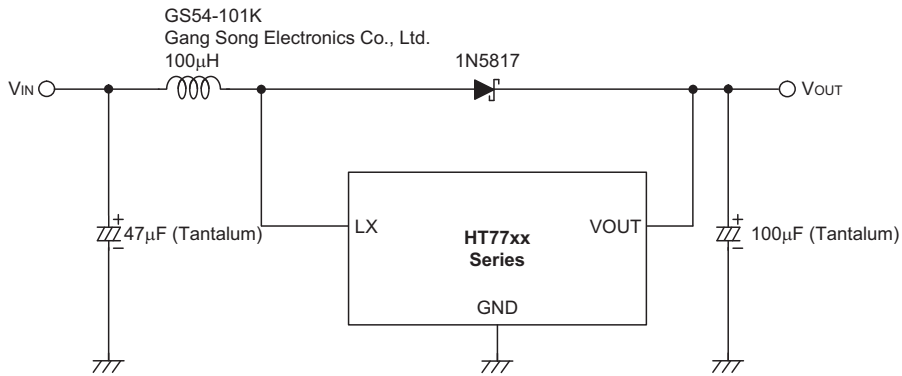 GS54-101K
Gang Song Electronics Co., Ltd.
100μH
1N5817
VIN
VOUT
+
47μF (Tantalum)
−
LX
HT77xx
Series
VOUT
GND
+
100μF (Tantalum)
−